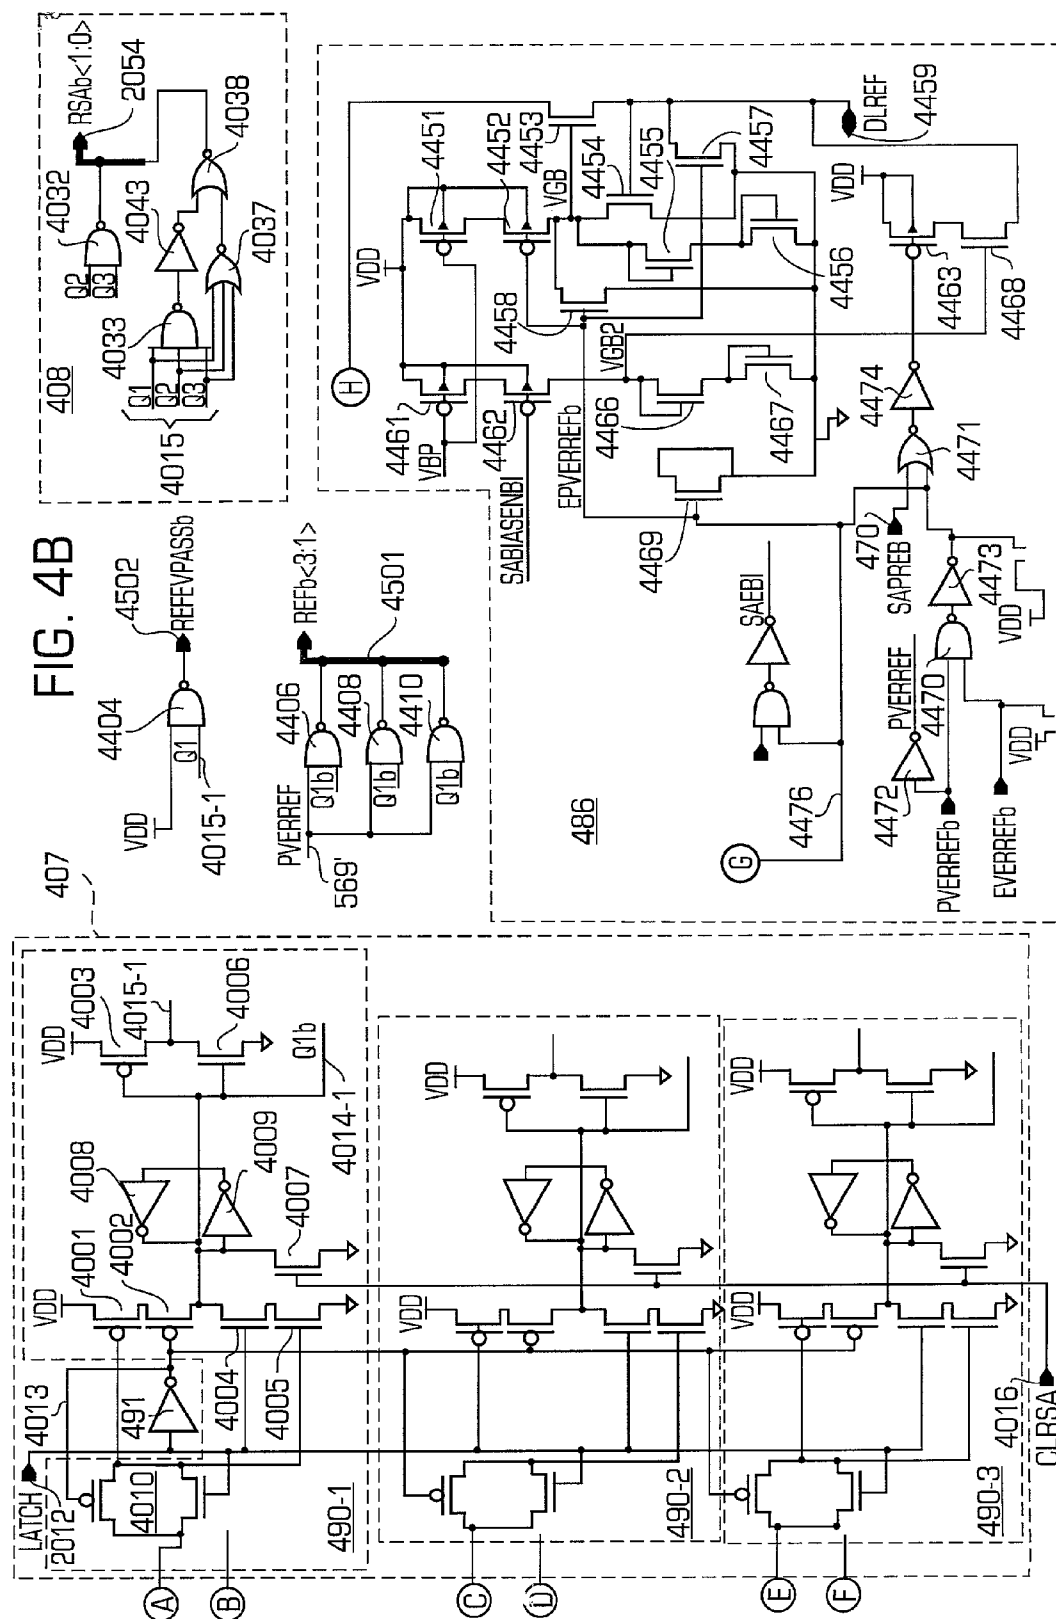 FIG. 4B
407
LATCH
2012
4013
491
4010
490-1
A
B
VDD
4001
4002
4004
4005
4008
4009
4007
VDD
4003
4015-1
4006
Q1b
4014-1
C
D
490-2
VDD
VDD
E
F
490-3
VDD
VDD
4016
CLRSA
VDD
4404
4502
REFEVPASSb
Q1
4015-1
PVERREF
569'
4406
4408
4410
Q1b
Q1b
Q1b
REFb<3:1>
4501
408
Q1
Q2
Q3
4015
4033
4043
4037
4038
Q2
Q3
4032
RSAb<1:0>
2054
486
H
VDD
4461
VBP
4462
SABIASENBI
4451
4452
4453
VGB
4454
4455
4457
4458
VGB2
4456
EPVERREFb
4466
4467
4469
DLREF
4459
VDD
4463
4468
SAEBI
4476
G
470
SAPREB
4471
4474
4473
VDD
4470
PVERREF
4472
PVERREFb
EVERREFb
VDD